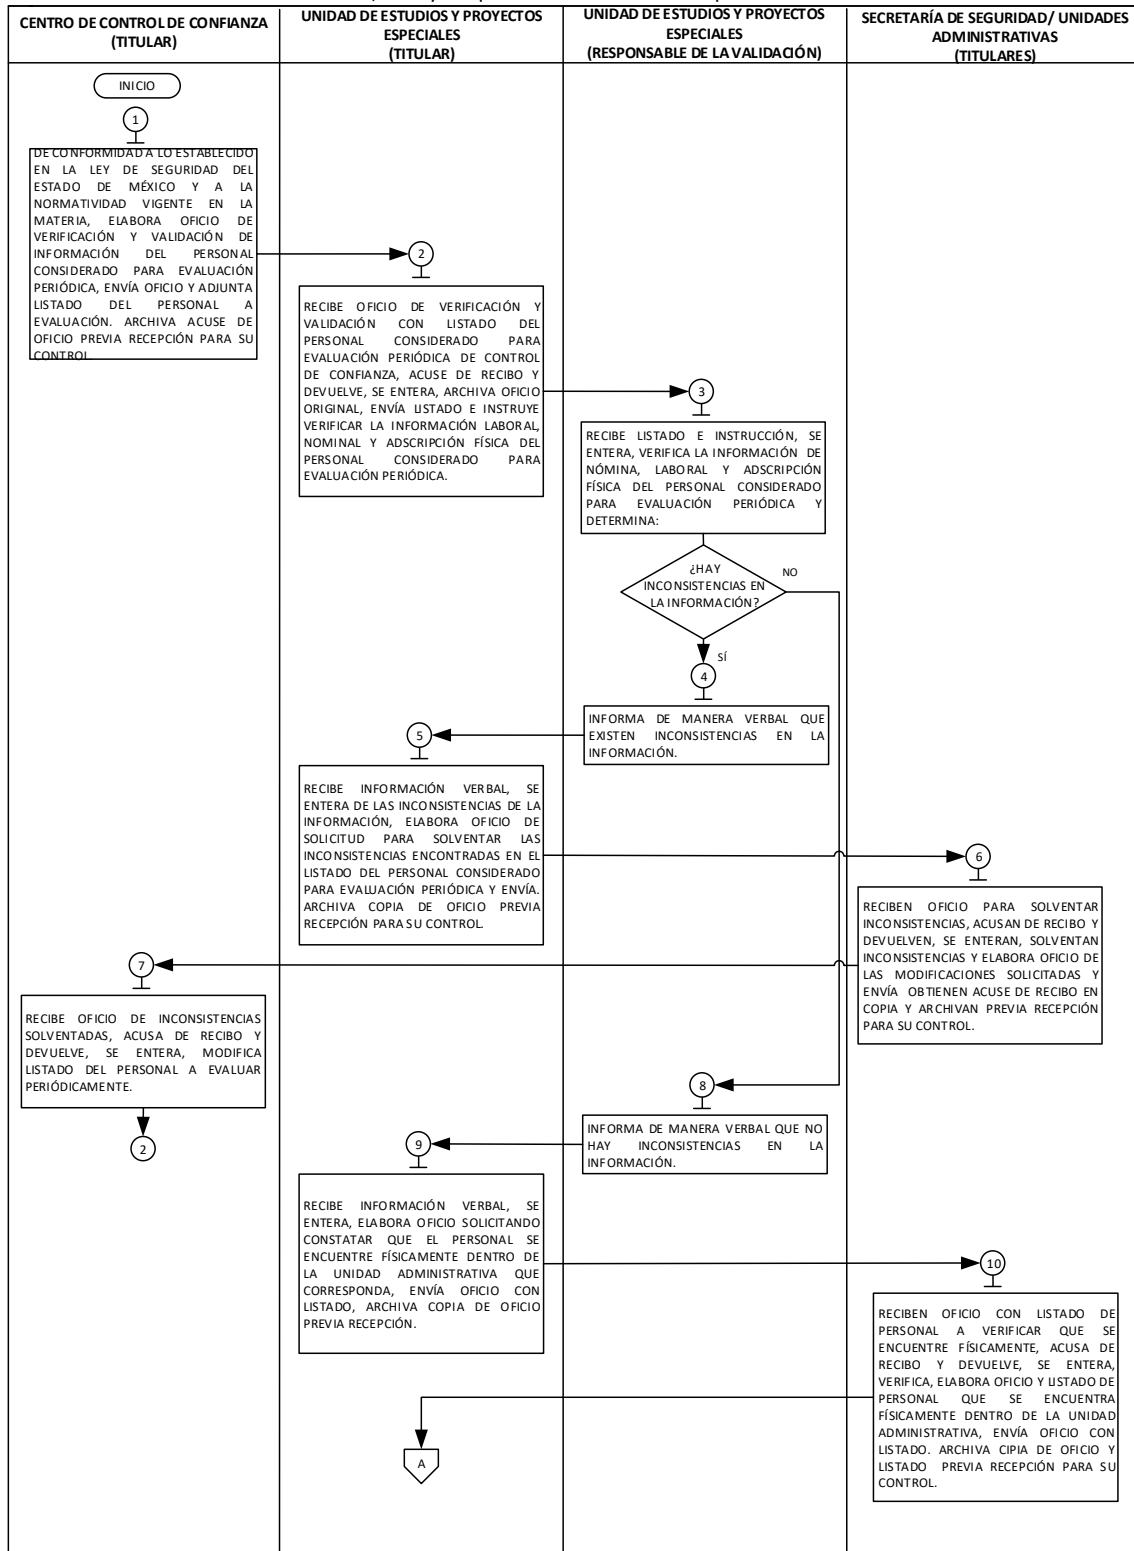 CENTRO DE CONTROL DE CONFIANZA
(TITULAR)
UNIDAD DE ESTUDIOS Y PROYECTOS
ESPECIALES
(TITULAR)
UNIDAD DE ESTUDIOS Y PROYECTOS
ESPECIALES
(RESPONSABLE DE LA VALIDACIÓN)
SECRETARÍA DE SEGURIDAD/ UNIDADES
ADMINISTRATIVAS
(TITULARES)
INICIO
1
DE CONFORMIDAD A LO ESTABLECIDO
EN LA LEY DE SEGURIDAD DEL
ESTADO DE MÉXICO Y A LA
NORMATIVIDAD VIGENTE EN LA
MATERIA, ELABORA OFICIO DE
VERIFICACIÓN Y VALIDACIÓN DE
INFORMACIÓN DEL PERSONAL
CONSIDERADO PARA EVALUACIÓN
PERIÓDICA, ENVÍA OFICIO Y ADJUNTA
LISTADO DEL PERSONAL A
EVALUACIÓN. ARCHIVA ACUSE DE
OFICIO PREVIA RECEPCIÓN PARA SU
CONTROL.
2
RECIBE OFICIO DE VERIFICACIÓN Y
VALIDACIÓN CON LISTADO DEL
PERSONAL CONSIDERADO PARA
EVALUACIÓN PERIÓDICA DE CONTROL
DE CONFIANZA, ACUSE DE RECIBO Y
DEVUELVE, SE ENTERA, ARCHIVA OFICIO
ORIGINAL, ENVÍA LISTADO E INSTRUYE
VERIFICAR LA INFORMACIÓN LABORAL,
NOMINAL Y ADSCRIPCIÓN FÍSICA DEL
PERSONAL CONSIDERADO PARA
EVALUACIÓN PERIÓDICA.
3
RECIBE LISTADO E INSTRUCCIÓN, SE
ENTERA, VERIFICA LA INFORMACIÓN DE
NÓMINA, LABORAL Y ADSCRIPCIÓN
FÍSICA DEL PERSONAL CONSIDERADO
PARA EVALUACIÓN PERIÓDICA Y
DETERMINA:
¿HAY
INCONSISTENCIAS EN
LA INFORMACIÓN?
NO
SÍ
4
INFORMA DE MANERA VERBAL QUE
EXISTEN INCONSISTENCIAS EN LA
INFORMACIÓN.
5
RECIBE INFORMACIÓN VERBAL, SE
ENTERA DE LAS INCONSISTENCIAS DE LA
INFORMACIÓN, ELABORA OFICIO DE
SOLICITUD PARA SOLVENTAR LAS
INCONSISTENCIAS ENCONTRADAS EN EL
LISTADO DEL PERSONAL CONSIDERADO
PARA EVALUACIÓN PERIÓDICA Y ENVÍA.
ARCHIVA COPIA DE OFICIO PREVIA
RECEPCIÓN PARA SU CONTROL.
6
RECIBEN OFICIO PARA SOLVENTAR
INCONSISTENCIAS, ACUSAN DE RECIBO Y
DEVUELVEN, SE ENTERAN, SOLVENTAN
INCONSISTENCIAS Y ELABORA OFICIO DE
LAS MODIFICACIONES SOLICITADAS Y
ENVÍA OBTIENEN ACUSE DE RECIBO EN
COPIA Y ARCHIVAN PREVIA RECEPCIÓN
PARA SU CONTROL.
7
RECIBE OFICIO DE INCONSISTENCIAS
SOLVENTADAS, ACUSA DE RECIBO Y
DEVUELVE, SE ENTERA, MODIFICA
LISTADO DEL PERSONAL A EVALUAR
PERIÓDICAMENTE.
2
8
INFORMA DE MANERA VERBAL QUE NO
HAY INCONSISTENCIAS EN LA
INFORMACIÓN.
9
RECIBE INFORMACIÓN VERBAL, SE
ENTERA, ELABORA OFICIO SOLICITANDO
CONSTATAR QUE EL PERSONAL SE
ENCUENTRE FÍSICAMENTE DENTRO DE
LA UNIDAD ADMINISTRATIVA QUE
CORRESPONDA, ENVÍA OFICIO CON
LISTADO, ARCHIVA COPIA DE OFICIO
PREVIA RECEPCIÓN.
10
RECIBEN OFICIO CON LISTADO DE
PERSONAL A VERIFICAR QUE SE
ENCUENTRE FÍSICAMENTE, ACUSA DE
RECIBO Y DEVUELVE, SE ENTERA,
VERIFICA, ELABORA OFICIO Y LISTADO DE
PERSONAL QUE SE ENCUENTRA
FÍSICAMENTE DENTRO DE LA UNIDAD
ADMINISTRATIVA, ENVÍA OFICIO CON
LISTADO. ARCHIVA CIPIA DE OFICIO Y
LISTADO PREVIA RECEPCIÓN PARA SU
CONTROL.
A